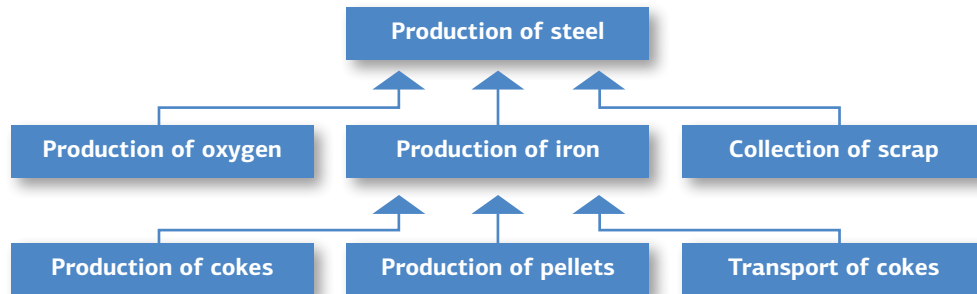 Production of steel
Production of oxygen
Production of iron
Collection of scrap
Production of cokes
Production of pellets
Transport of cokes